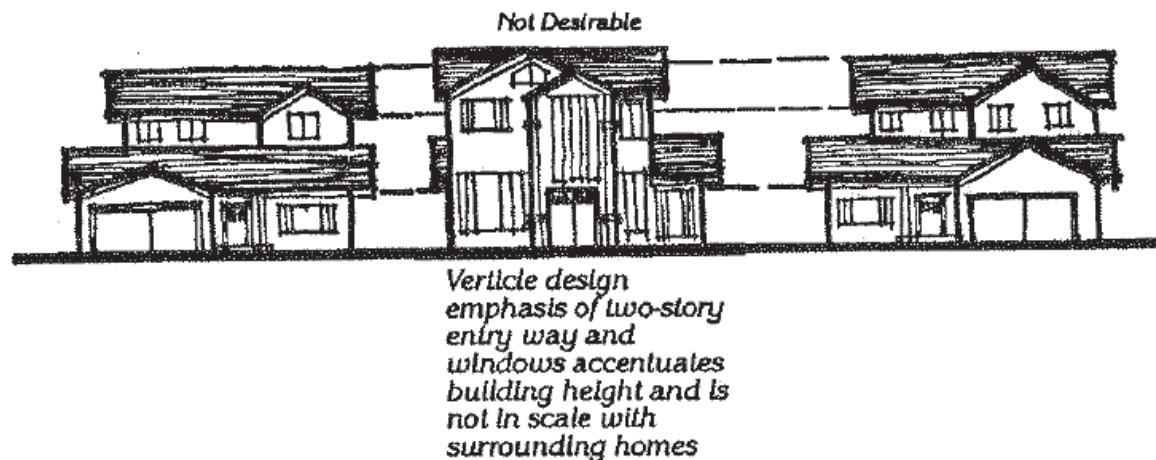 Not Desirable
Verticle design
emphasis of two-story
entry way and
windows accentuates
building height and is
not in scale with
surrounding homes